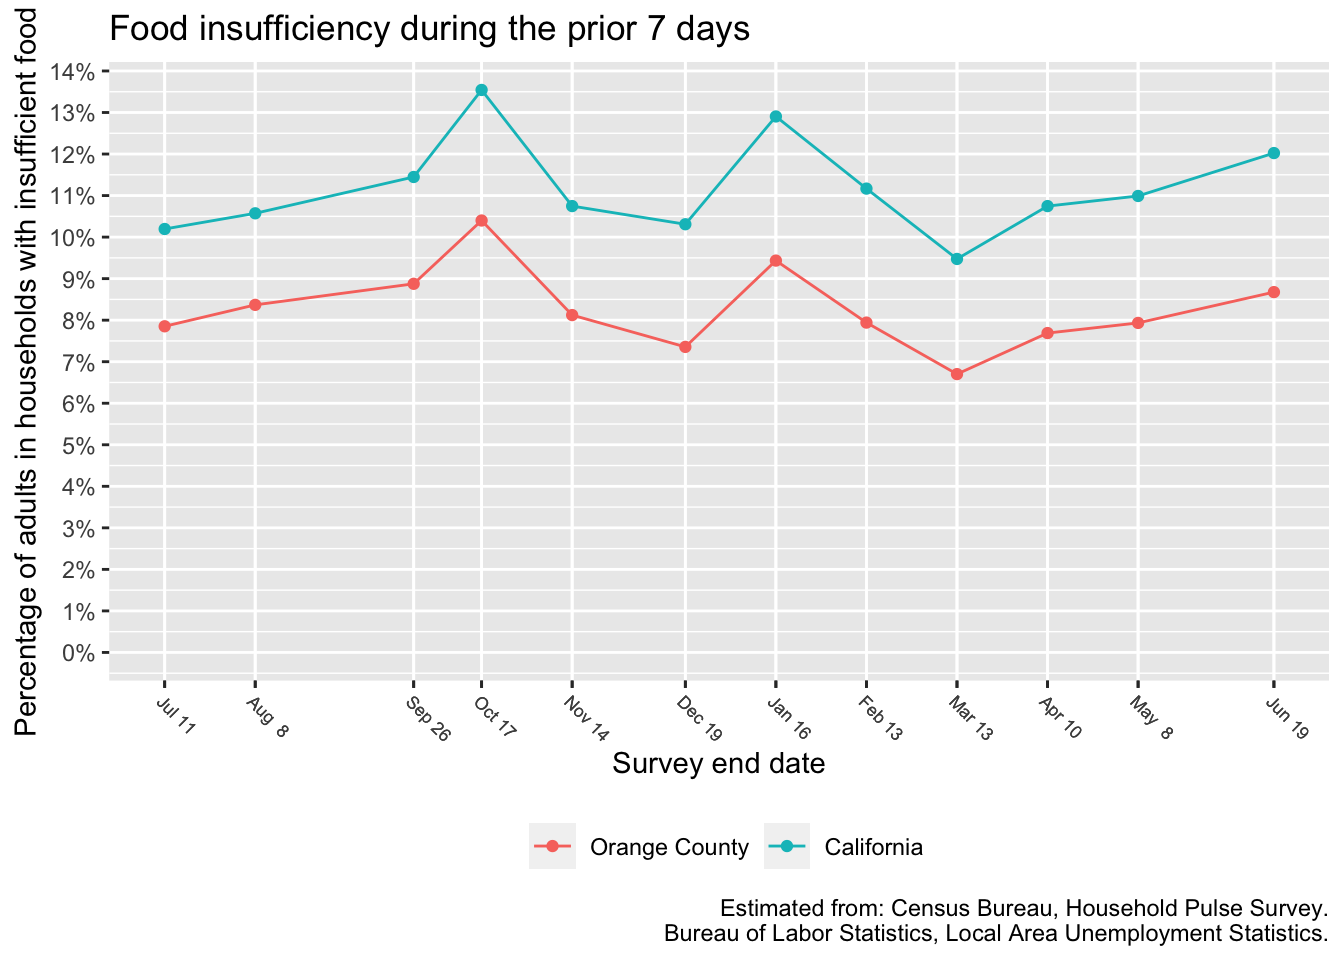 Food insufficiency during the prior 7 days
Percentage of adults in households with insufficient food
14%
13%
12%
11%
10%
9%
8%
7%
6%
5%
4%
3%
2%
1%
0%
Jul 11
Aug 8
Sep 26
Oct 17
Nov 14
Dec 19
Jan 16
Feb 13
Mar 13
Apr 10
May 8
Jun 19
Survey end date
Orange County
California
Estimated from: Census Bureau, Household Pulse Survey.
Bureau of Labor Statistics, Local Area Unemployment Statistics.